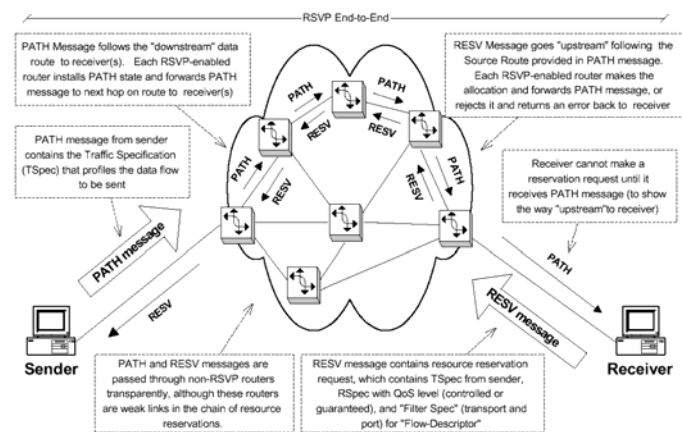 RSVP End-to-End
PATH Message follows the "downstream" data
route to receiver(s). Each RSVP-enabled
router installs PATH state and forwards PATH
message to next hop on route to receiver(s)
RESV Message goes "upstream" following the
Source Route provided in PATH message.
Each RSVP-enabled router makes the
allocation and forwards PATH message, or
rejects it and returns an error back to receiver
PATH
RESV
PATH
RESV
PATH message from sender
contains the Traffic Specification
(TSpec) that profiles the data flow
to be sent
PATH
RESV
PATH
RESV
Receiver cannot make a
reservation request until it
receives PATH message (to show
the way "upstream"to receiver)
PATH message
RESV
PATH
RESV message
Sender
Receiver
PATH and RESV messages are
passed through non-RSVP routers
transparently, although these routers
are weak links in the chain of resource
reservations.
RESV message contains resource reservation
request, which contains TSpec from sender,
RSpec with QoS level (controlled or
guaranteed), and "Filter Spec" (transport and
port) for "Flow-Descriptor"